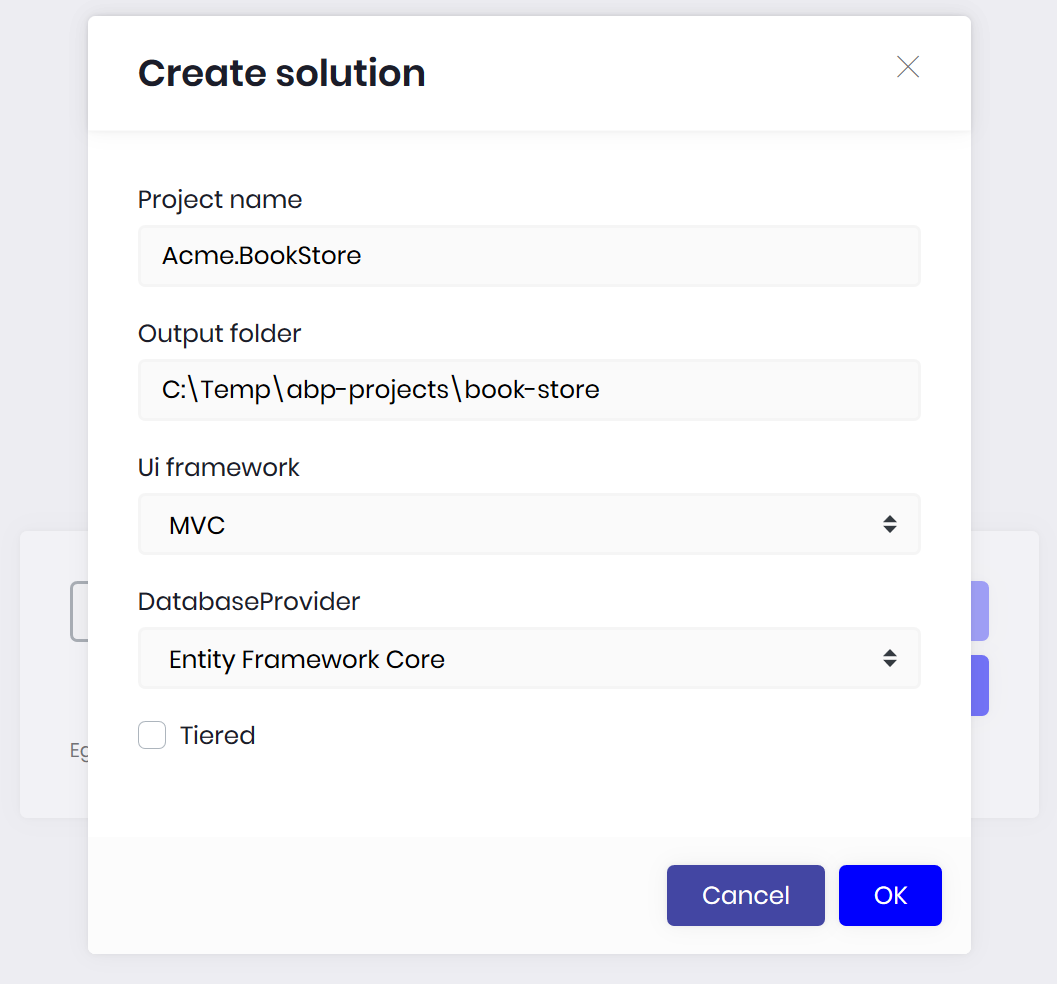 Create solution
Project name
Acme.BookStore
Output folder
C:\Temp\abp-projects\book-store
Ui framework
MVC
DatabaseProvider
Entity Framework Core
Tiered
Cancel OK